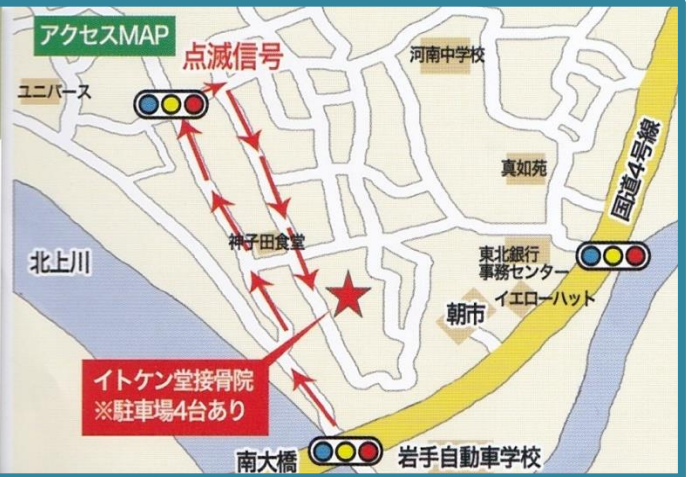 アクセスMAP
点滅信号
河南中学校
ユニバース
真如苑
国道4号線
神子田食堂
東北銀行
事務センター
北上川
イエローハット
朝市
イトケン堂接骨院
※駐車場4台あり
南大橋
岩手自動車学校